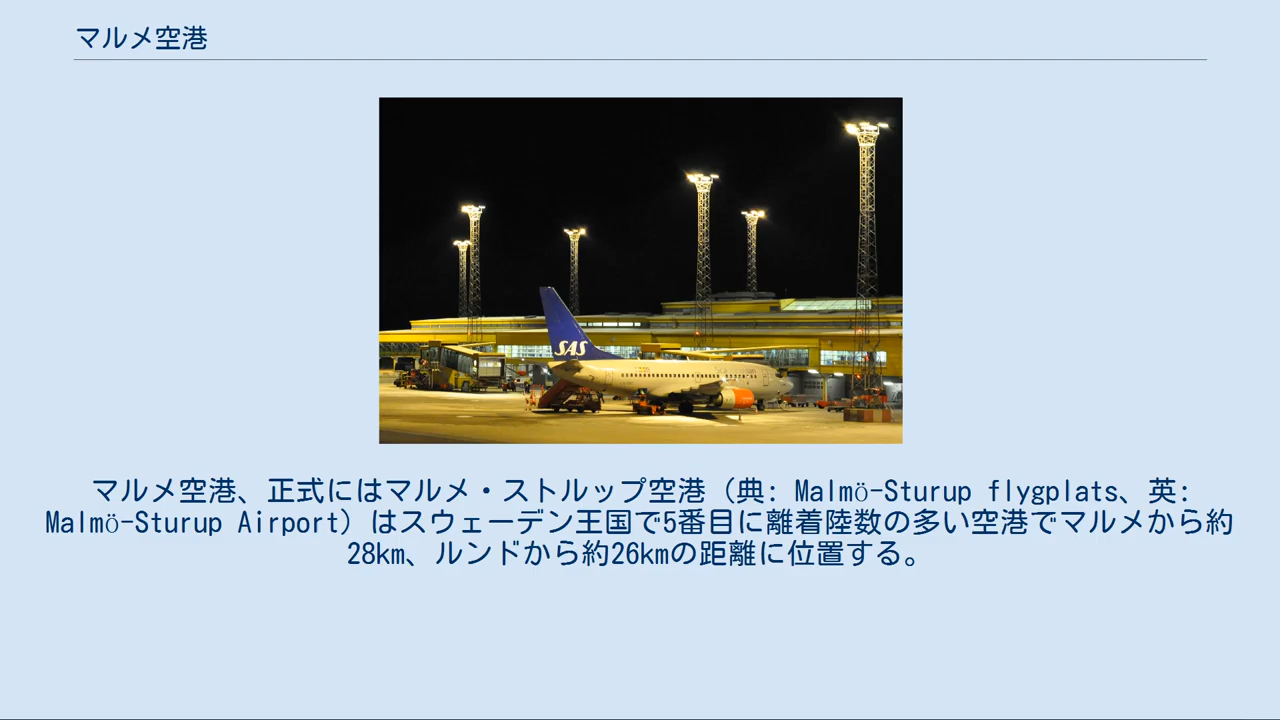 マルメ空港
SAS
マルメ空港、正式にはマルメ・ストルップ空港（典: Malmö-Sturup flygplats、英:
Malmö-Sturup Airport）はスウェーデン王国で5番目に離着陸数の多い空港でマルメから約
28km、ルンドから約26kmの距離に位置する。